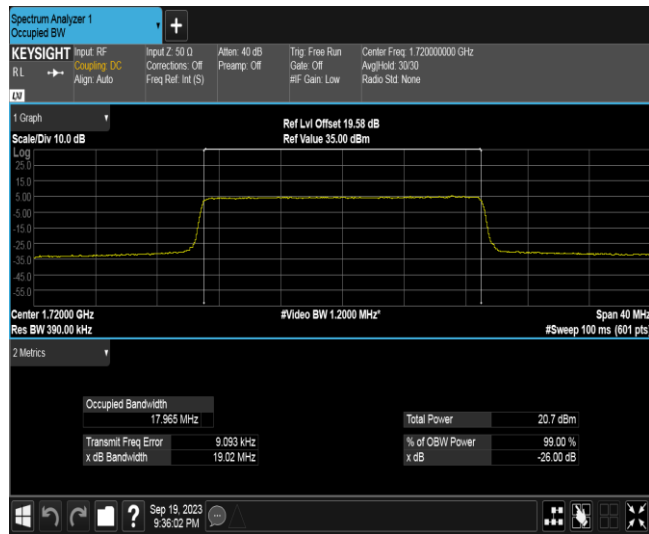 Spectrum Analyzer 1
Occupied BW
+
KEYSIGHT Input: RF Input Z: 50 Ω Atten: 40 dB Trig: Free Run Center Freq: 1.720000000 GHz
RL Coupling: DC Corrections: Off Preamp: Off Gate: Off Avg|Hold: 30/30
Align: Auto Freq Ref: Int (S) #IF Gain: Low Radio Std: None
LXI
1 Graph
Ref Lvl Offset 19.58 dB
Scale/Div 10.0 dB Ref Value 35.00 dBm
Log
25.0
15.0
5.00
-5.00
-15.0
-25.0
-35.0
-45.0
-55.0
Center 1.72000 GHz #Video BW 1.2000 MHz* Span 40 MHz
Res BW 390.00 kHz #Sweep 100 ms (601 pts)
2 Metrics
Occupied Bandwidth
17.965 MHz Total Power 20.7 dBm
Transmit Freq Error 9.093 kHz % of OBW Power 99.00 %
x dB Bandwidth 19.02 MHz x dB -26.00 dB
? Sep 19, 2023
9:36:02 PM